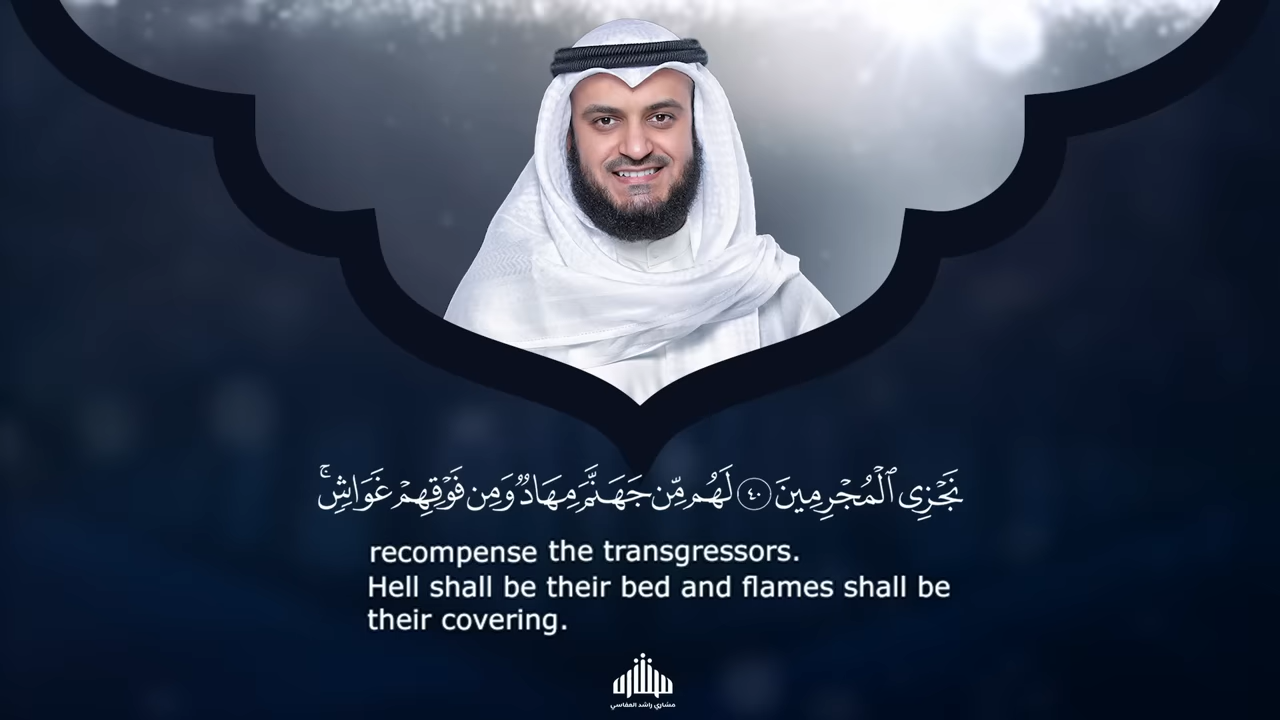 نَجْزِى ٱلْمُجْرِمِينَ ٤٠ لَهُم مِّن جَهَنَّمَ مِهَادٌ وَمِن فَوْقِهِمْ غَوَاشٍ ۚ
recompense the transgressors.
Hell shall be their bed and flames shall be
their covering.
مشاري راشد العفاسي